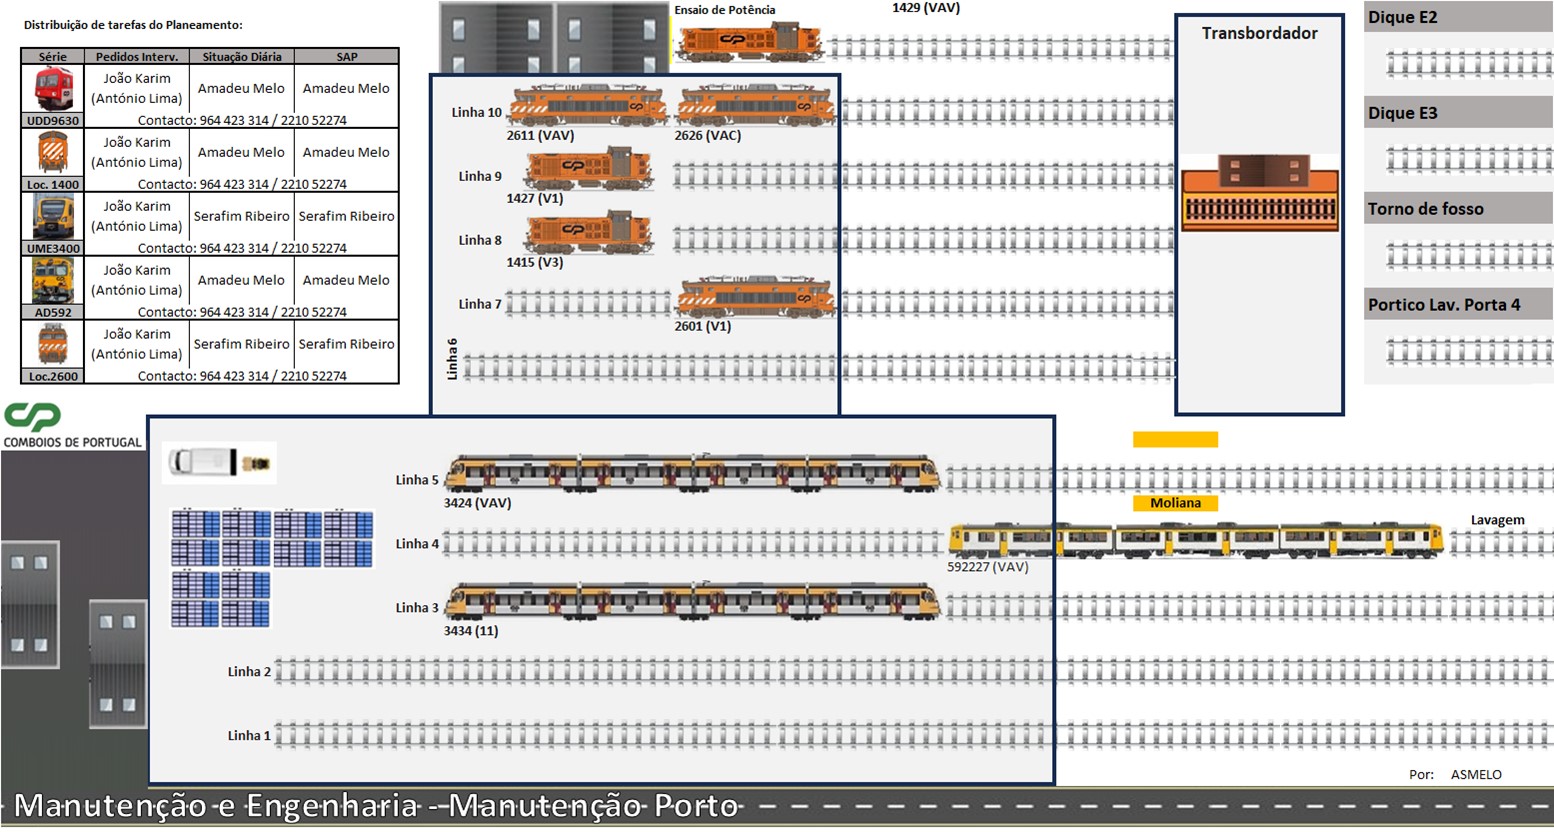 Distribuição de tarefas do Planeamento:
Série Pedidos Interv. Situação Diária SAP
João Karim
(António Lima) Amadeu Melo Amadeu Melo
UDD9630 Contacto: 964 423 314 / 2210 52274
João Karim
(António Lima) Amadeu Melo Amadeu Melo
Loc. 1400 Contacto: 964 423 314 / 2210 52274
João Karim
(António Lima) Serafim Ribeiro Serafim Ribeiro
UME3400 Contacto: 964 423 314 / 2210 52274
João Karim
(António Lima) Amadeu Melo Amadeu Melo
AD592 Contacto: 964 423 314 / 2210 52274
João Karim
(António Lima) Serafim Ribeiro Serafim Ribeiro
Loc.2600 Contacto: 964 423 314 / 2210 52274
CP
COMBOIOS DE PORTUGAL
Ensaio de Potência
1429 (VAV)
Linha 10
2611 (VAV) 2626 (VAC)
Linha 9
1427 (V1)
Linha 8
1415 (V3)
Linha 7
2601 (V1)
Linha 6
Transbordador
Dique E2
Dique E3
Torno de fosso
Portico Lav. Porta 4
Linha 5
3424 (VAV)
Moliana
Linha 4
592227 (VAV)
Lavagem
Linha 3
3434 (11)
Linha 2
Linha 1
Por: ASMELO
Manutenção e Engenharia - Manutenção Porto